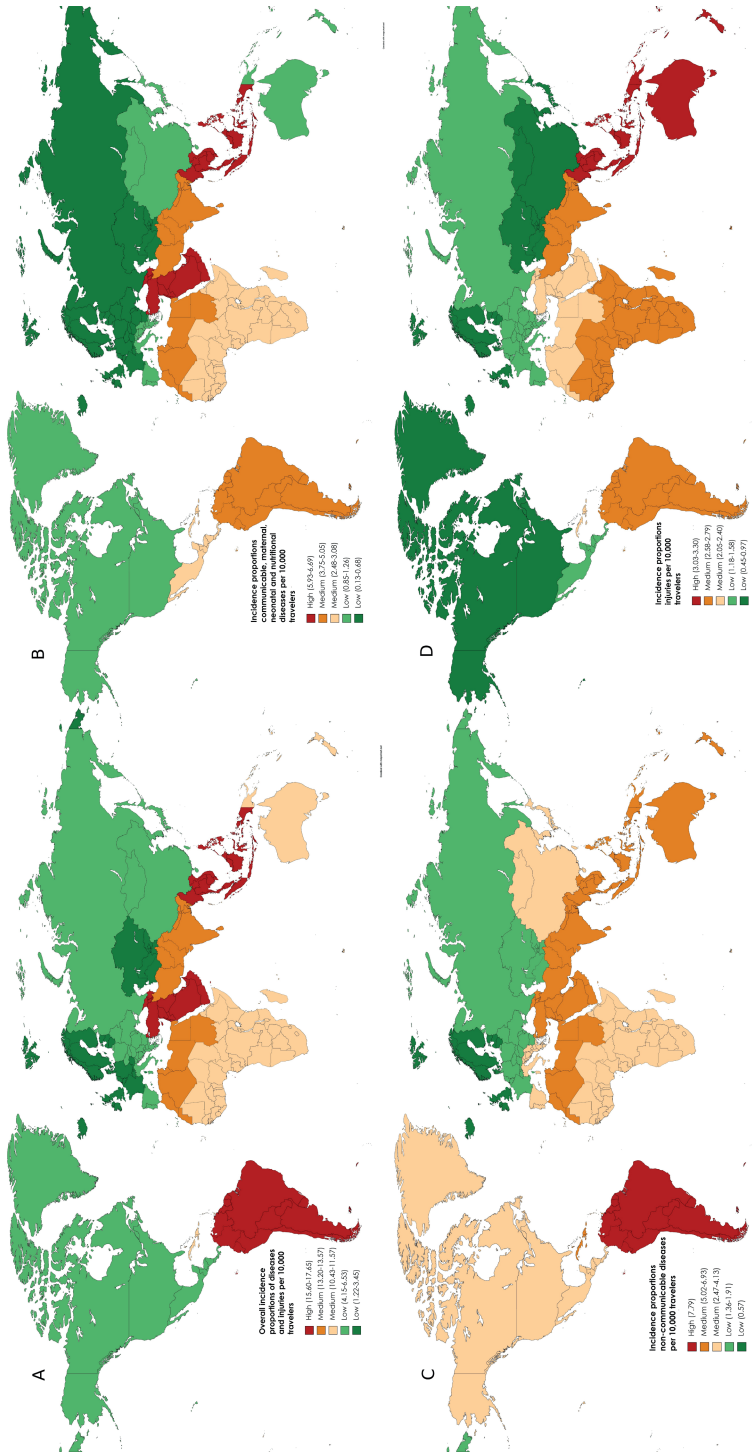 A
Overall incidence
proportions of diseases
and injuries per 10.000
travelers
High (15.60-17.65)
Medium (13.20-13.57)
Medium (10.43-11.57)
Low (4.15-6.53)
Low (1.22-3.45)
B
Incidence proportions
communicable, maternal,
neonatal and nutritional
diseases per 10.000
travelers
High (5.93-6.69)
Medium (3.75-5.05)
Medium (2.48-3.08)
Low (0.85-1.26)
Low (0.13-0.68)
C
Incidence proportions
non-communicable diseases
per 10.000 travelers
High (7.79)
Medium (5.02-6.93)
Medium (2.47-4.13)
Low (1.36-1.91)
Low (0.57)
D
Incidence proportions
injuries per 10.000
travelers
High (3.03-3.30)
Medium (2.58-2.79)
Medium (2.05-2.40)
Low (1.18-1.58)
Low (0.45-0.97)